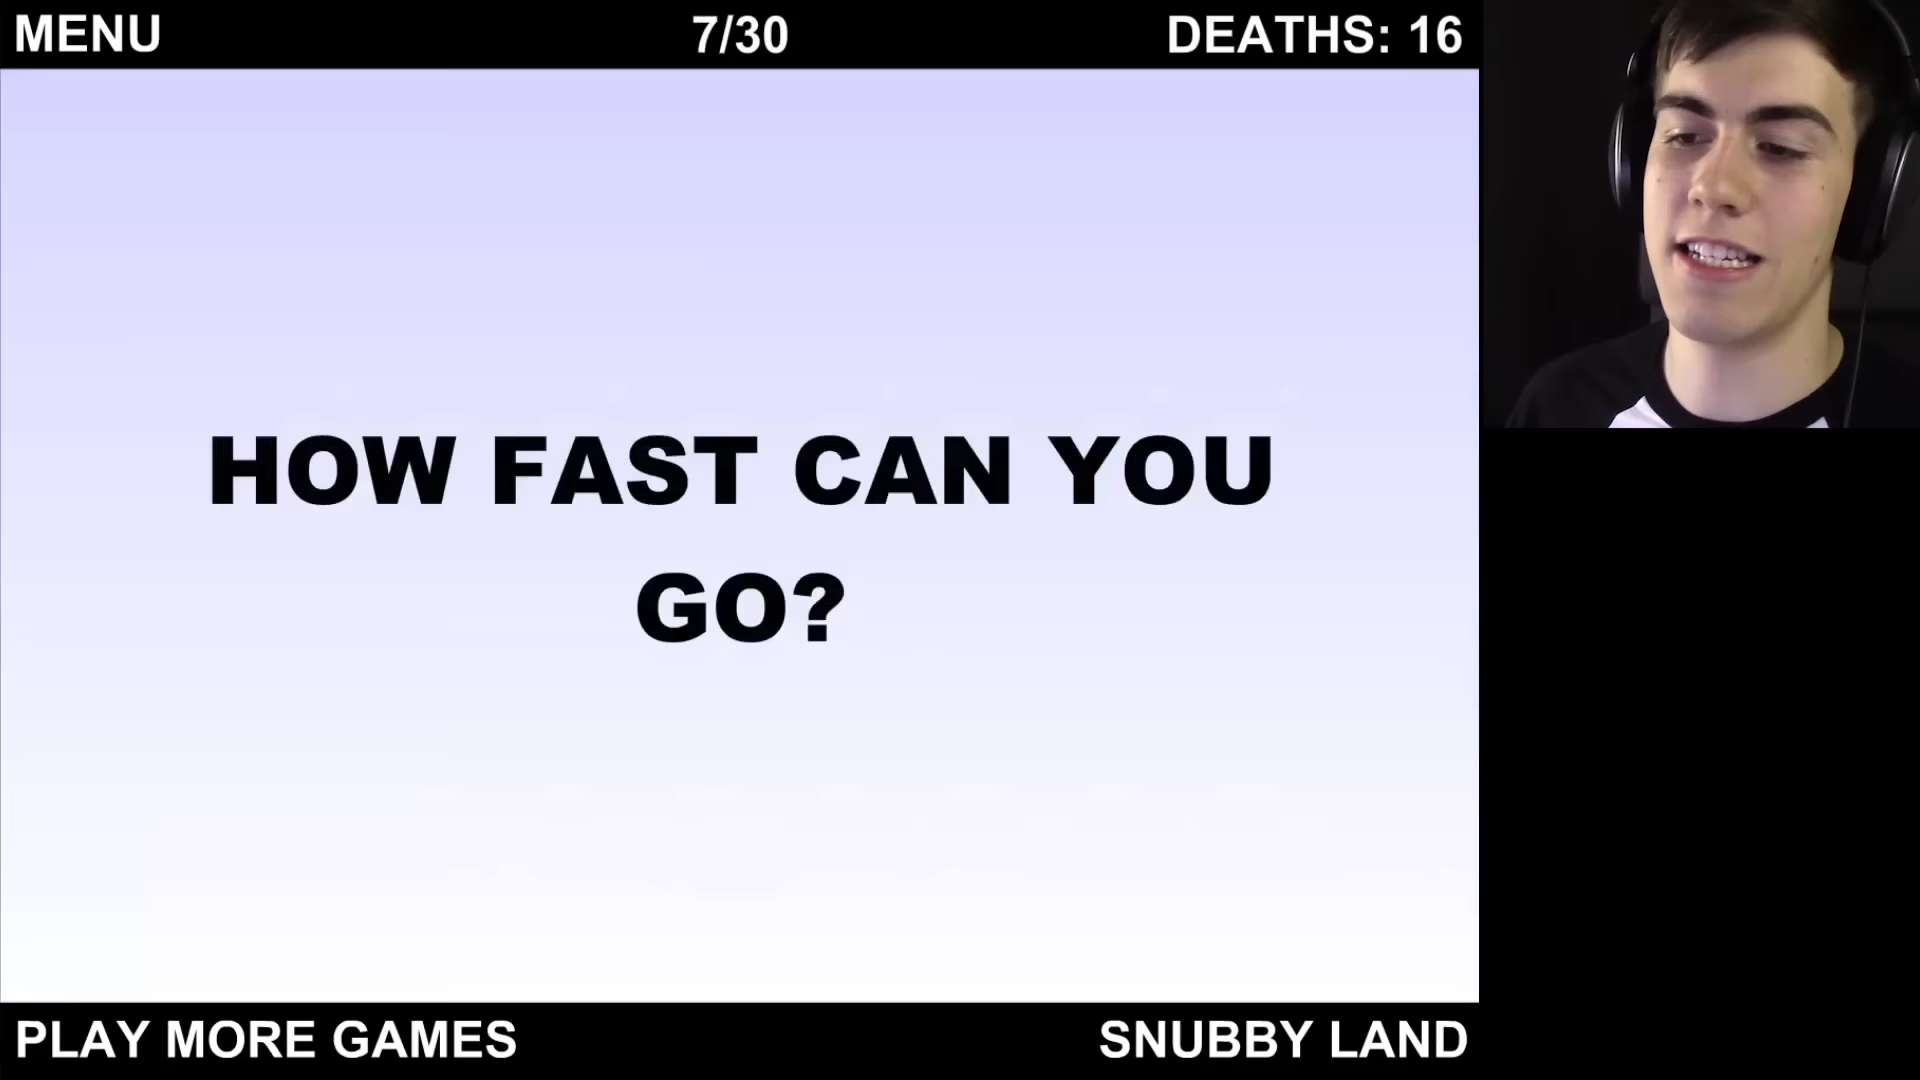 MENU 7/30 DEATHS: 16
HOW FAST CAN YOU
GO?
PLAY MORE GAMES SNUBBY LAND